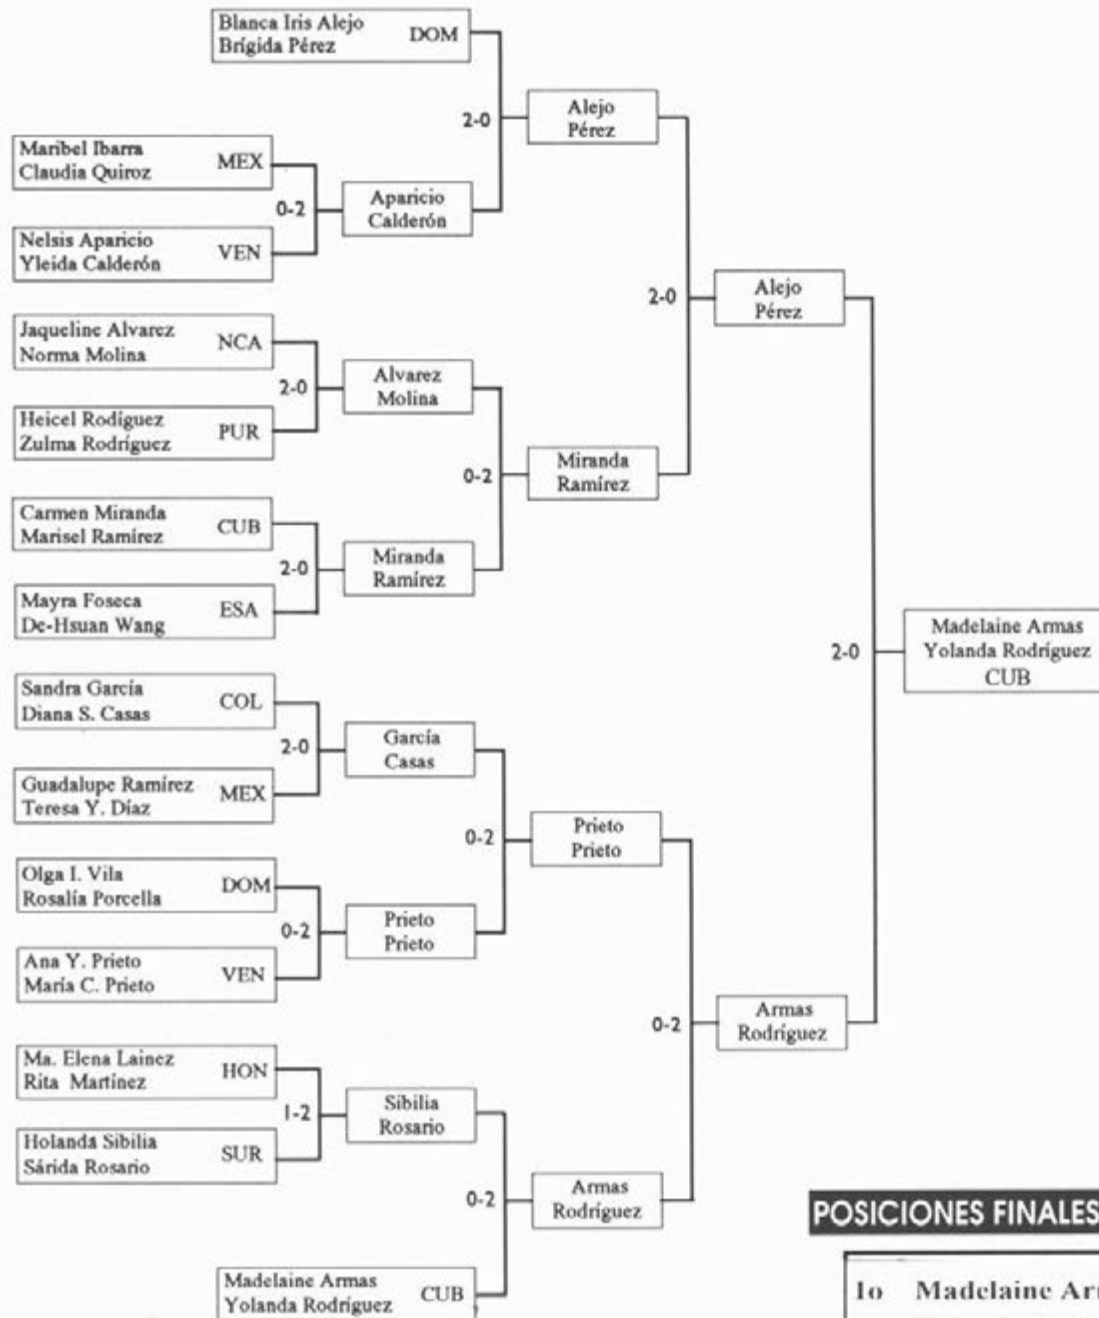 Blanca Iris Alejo
Brígida Pérez
DOM
2-0
Alejo
Pérez
Maribel Ibarra
Claudia Quiroz
MEX
0-2
Aparicio
Calderón
Nelsis Aparicio
Yleida Calderón
VEN
2-0
Alejo
Pérez
Jaqueline Alvarez
Norma Molina
NCA
2-0
Alvarez
Molina
Heicel Rodíguez
Zulma Rodríguez
PUR
0-2
Miranda
Ramírez
Carmen Miranda
Marisel Ramírez
CUB
2-0
Miranda
Ramírez
Mayra Foseca
De-Hsuan Wang
ESA
2-0
Madelaine Armas
Yolanda Rodríguez
CUB
Sandra García
Diana S. Casas
COL
2-0
García
Casas
Guadalupe Ramírez
Teresa Y. Díaz
MEX
0-2
Prieto
Prieto
Olga I. Vila
Rosalía Porcella
DOM
0-2
Prieto
Prieto
Ana Y. Prieto
María C. Prieto
VEN
0-2
Armas
Rodríguez
Ma. Elena Lainez
Rita Martínez
HON
1-2
Sibilia
Rosario
Holanda Sibilia
Sárida Rosario
SUR
0-2
Armas
Rodríguez
Madelaine Armas
Yolanda Rodríguez
CUB
POSICIONES FINALES
1o Madelaine